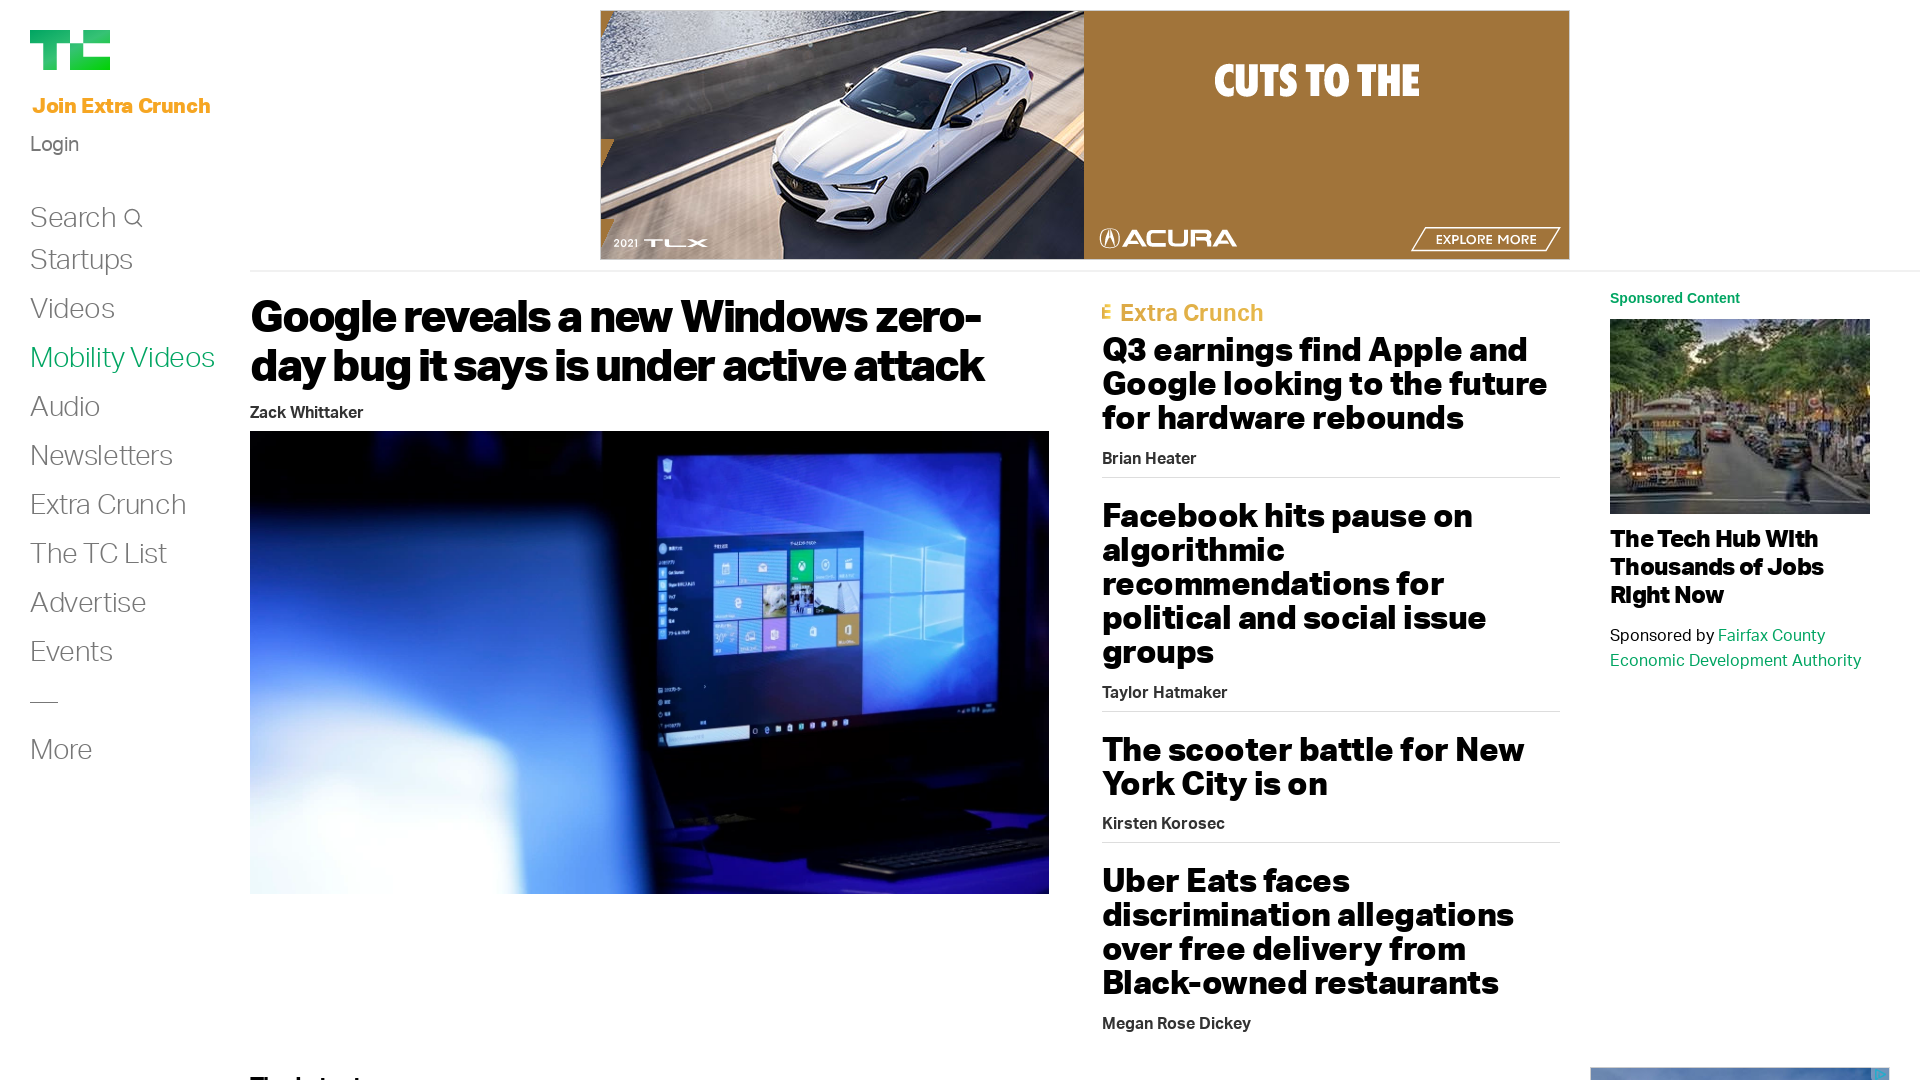 TC
Join Extra Crunch
Login
Search
Startups
Videos
Mobility Videos
Audio
Newsletters
Extra Crunch
The TC List
Advertise
Events
More
2021 TLX
CUTS TO THE
ACURA
EXPLORE MORE
Google reveals a new Windows zero-
day bug it says is under active attack
Zack Whittaker
Extra Crunch
Q3 earnings find Apple and
Google looking to the future
for hardware rebounds
Brian Heater
Facebook hits pause on
algorithmic
recommendations for
political and social issue
groups
Taylor Hatmaker
The scooter battle for New
York City is on
Kirsten Korosec
Uber Eats faces
discrimination allegations
over free delivery from
Black-owned restaurants
Megan Rose Dickey
Sponsored Content
TROLLEY
The Tech Hub WIth
Thousands of Jobs
RIght Now
Sponsored by Fairfax County
Economic Development Authority